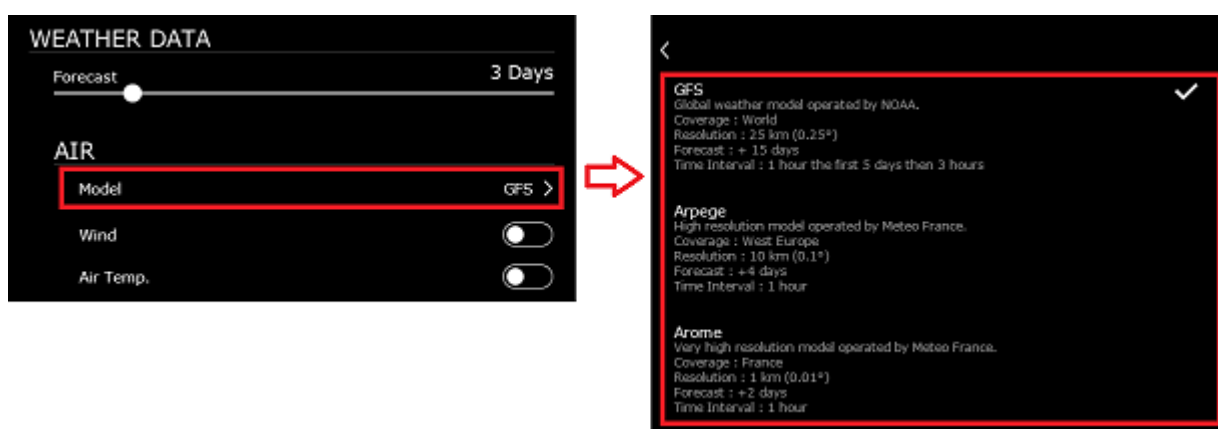 WEATHER DATA
Forecast 3 Days
AIR
Model GFS >
Wind
Air Temp.
<
GFS
Global weather model operated by NOAA.
Coverage : World
Resolution : 25 km (0.25°)
Forecast : + 15 days
Time Interval : 1 hour the first 5 days then 3 hours
Arpege
High resolution model operated by Meteo France.
Coverage : West Europe
Resolution : 10 km (0.1°)
Forecast : +4 days
Time Interval : 1 hour
Arome
Very high resolution model operated by Meteo France.
Coverage : France
Resolution : 1 km (0.01°)
Forecast : +2 days
Time Interval : 1 hour